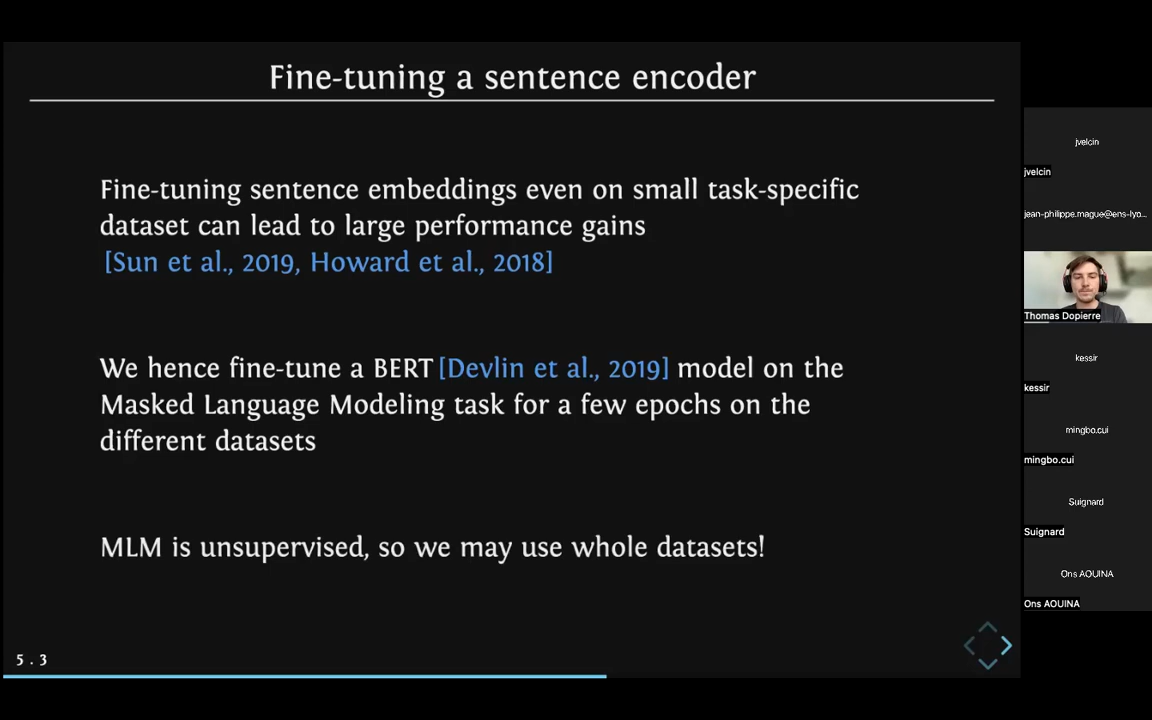 Fine-tuning a sentence encoder
Fine-tuning sentence embeddings even on small task-specific
dataset can lead to large performance gains
[Sun et al., 2019, Howard et al., 2018]
We hence fine-tune a BERT [Devlin et al., 2019] model on the
Masked Language Modeling task for a few epochs on the
different datasets
MLM is unsupervised, so we may use whole datasets!
5 . 3
jvelcin
jvelcin
jean-philippe.mague@ens-lyo...
Thomas Dopierre
kessir
kessir
mingbo.cui
mingbo.cui
Suignard
Suignard
Ons AOUINA
Ons AOUINA